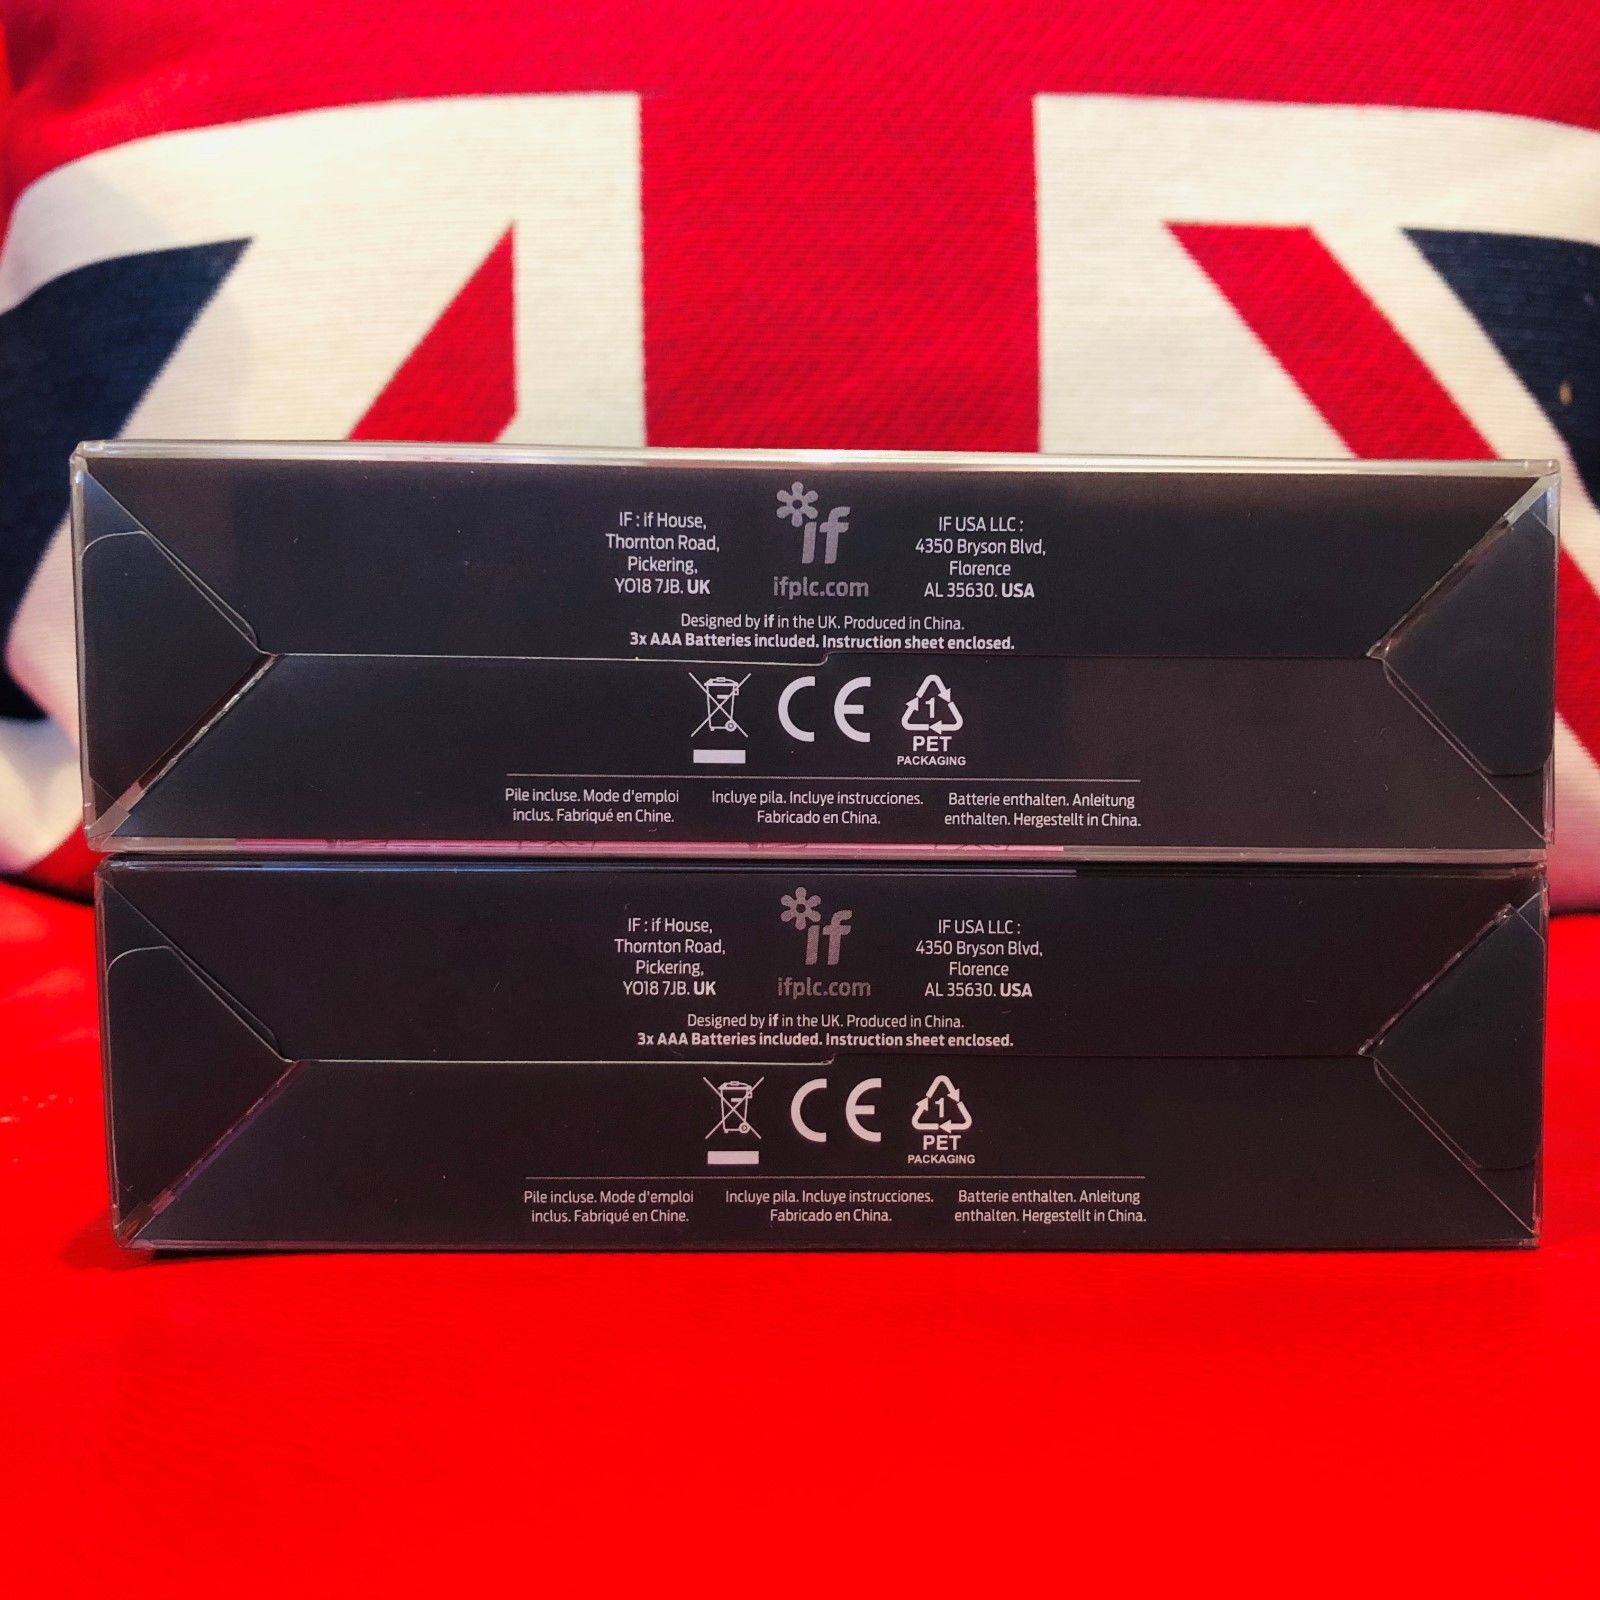 IF : if House,
Thornton Road,
Pickering,
YO18 7JB. UK
if
ifplc.com
IF USA LLC :
4350 Bryson Blvd,
Florence
AL 35630. USA
Designed by if in the UK. Produced in China.
3x AAA Batteries included. Instruction sheet enclosed.
CE
1
PET
PACKAGING
Pile incluse. Mode d'emploi
inclus. Fabriqué en Chine.
Incluye pila. Incluye instrucciones.
Fabricado en China.
Batterie enthalten. Anleitung
enthalten. Hergestellt in China.
IF : if House,
Thornton Road,
Pickering,
YO18 7JB. UK
if
ifplc.com
IF USA LLC :
4350 Bryson Blvd,
Florence
AL 35630. USA
Designed by if in the UK. Produced in China.
3x AAA Batteries included. Instruction sheet enclosed.
CE
1
PET
PACKAGING
Pile incluse. Mode d'emploi
inclus. Fabriqué en Chine.
Incluye pila. Incluye instrucciones.
Fabricado en China.
Batterie enthalten. Anleitung
enthalten. Hergestellt in China.